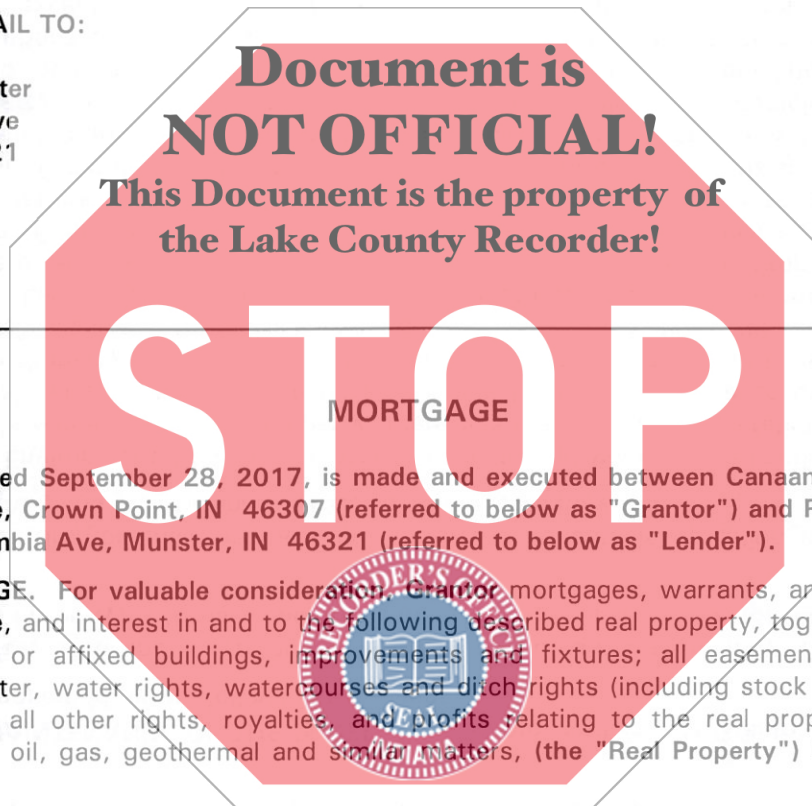 AIL TO:
ter
ve
21
Document is
NOT OFFICIAL!
This Document is the property of
the Lake County Recorder!
STOP
MORTGAGE
ed September 28, 2017, is made and executed between Canaan
e, Crown Point, IN 46307 (referred to below as "Grantor") and F
mbia Ave, Munster, IN 46321 (referred to below as "Lender").
GE. For valuable consideration, Grantor mortgages, warrants, an
e, and interest in and to the following described real property, tog
or affixed buildings, improvements and fixtures; all easemen
ter, water rights, watercourses and ditch rights (including stock
all other rights, royalties, and profits relating to the real prop
oil, gas, geothermal and similar matters, (the "Real Property")
RECORDER'S OFFICE
SEAL
INDIANA